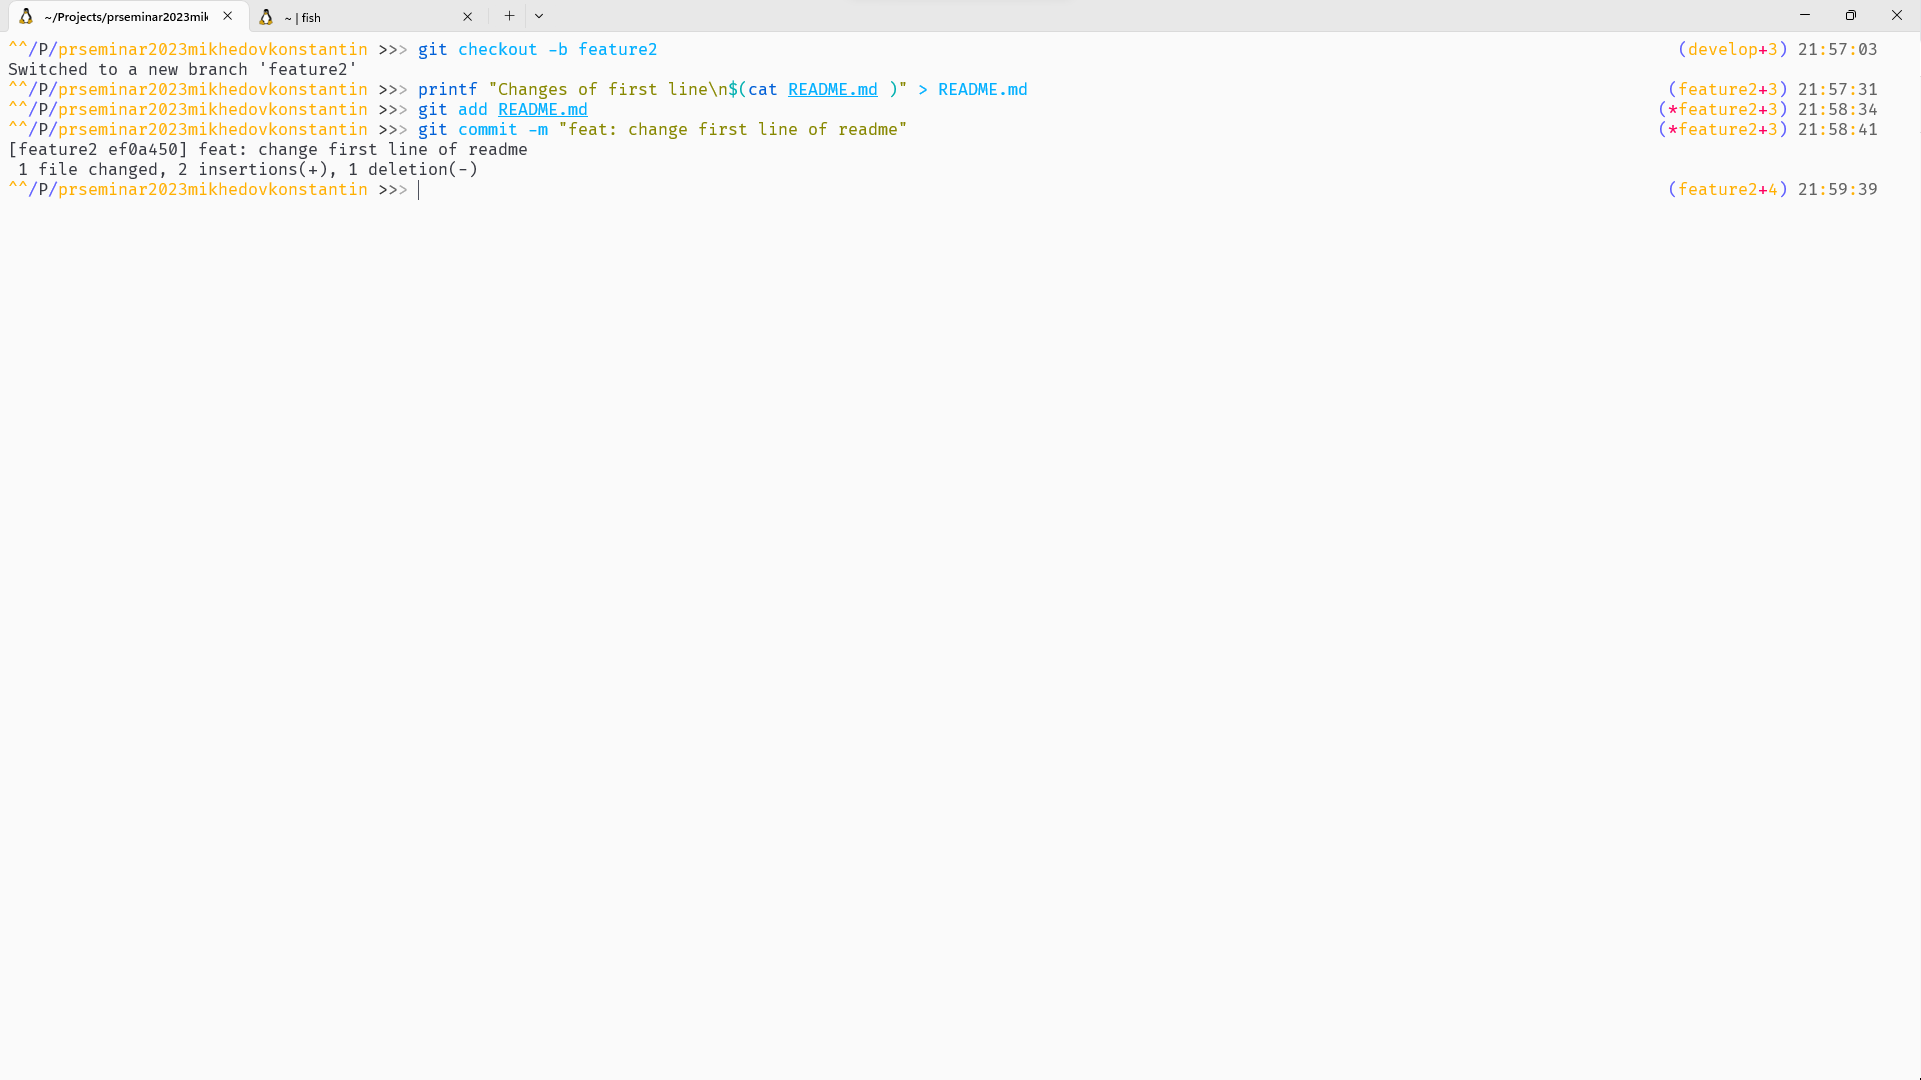 ~/Projects/prseminar2023mik
~ | fish
^^/P/prseminar2023mikhedovkonstantin >>> git checkout -b feature2 (develop+3) 21:57:03
Switched to a new branch 'feature2'
^^/P/prseminar2023mikhedovkonstantin >>> printf "Changes of first line\n$(cat README.md )" > README.md (feature2+3) 21:57:31
^^/P/prseminar2023mikhedovkonstantin >>> git add README.md (*feature2+3) 21:58:34
^^/P/prseminar2023mikhedovkonstantin >>> git commit -m "feat: change first line of readme" (*feature2+3) 21:58:41
[feature2 ef0a450] feat: change first line of readme
 1 file changed, 2 insertions(+), 1 deletion(-)
^^/P/prseminar2023mikhedovkonstantin >>> (feature2+4) 21:59:39